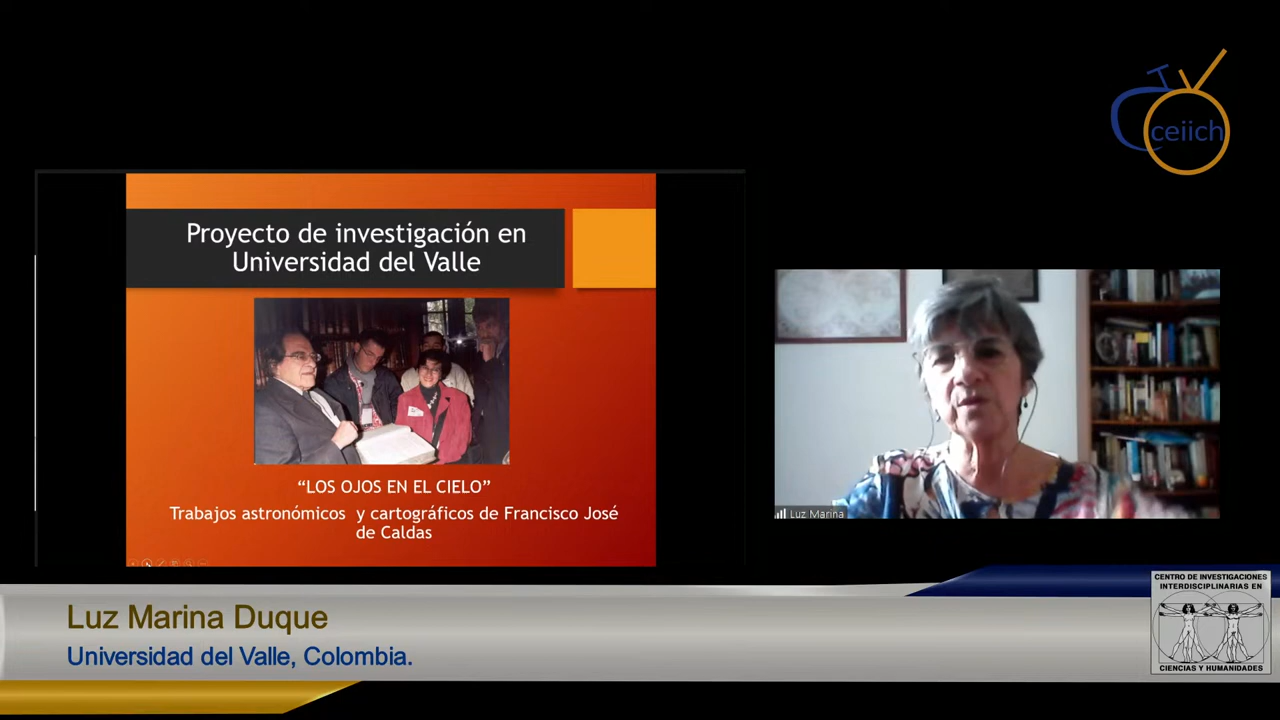 TV
ceiich
Proyecto de investigación en
Universidad del Valle
“LOS OJOS EN EL CIELO”
Trabajos astronómicos y cartográficos de Francisco José
de Caldas
Luz Marina
Luz Marina Duque
Universidad del Valle, Colombia.
CENTRO DE INVESTIGACIONES
INTERDISCIPLINARIAS EN
CIENCIAS Y HUMANIDADES